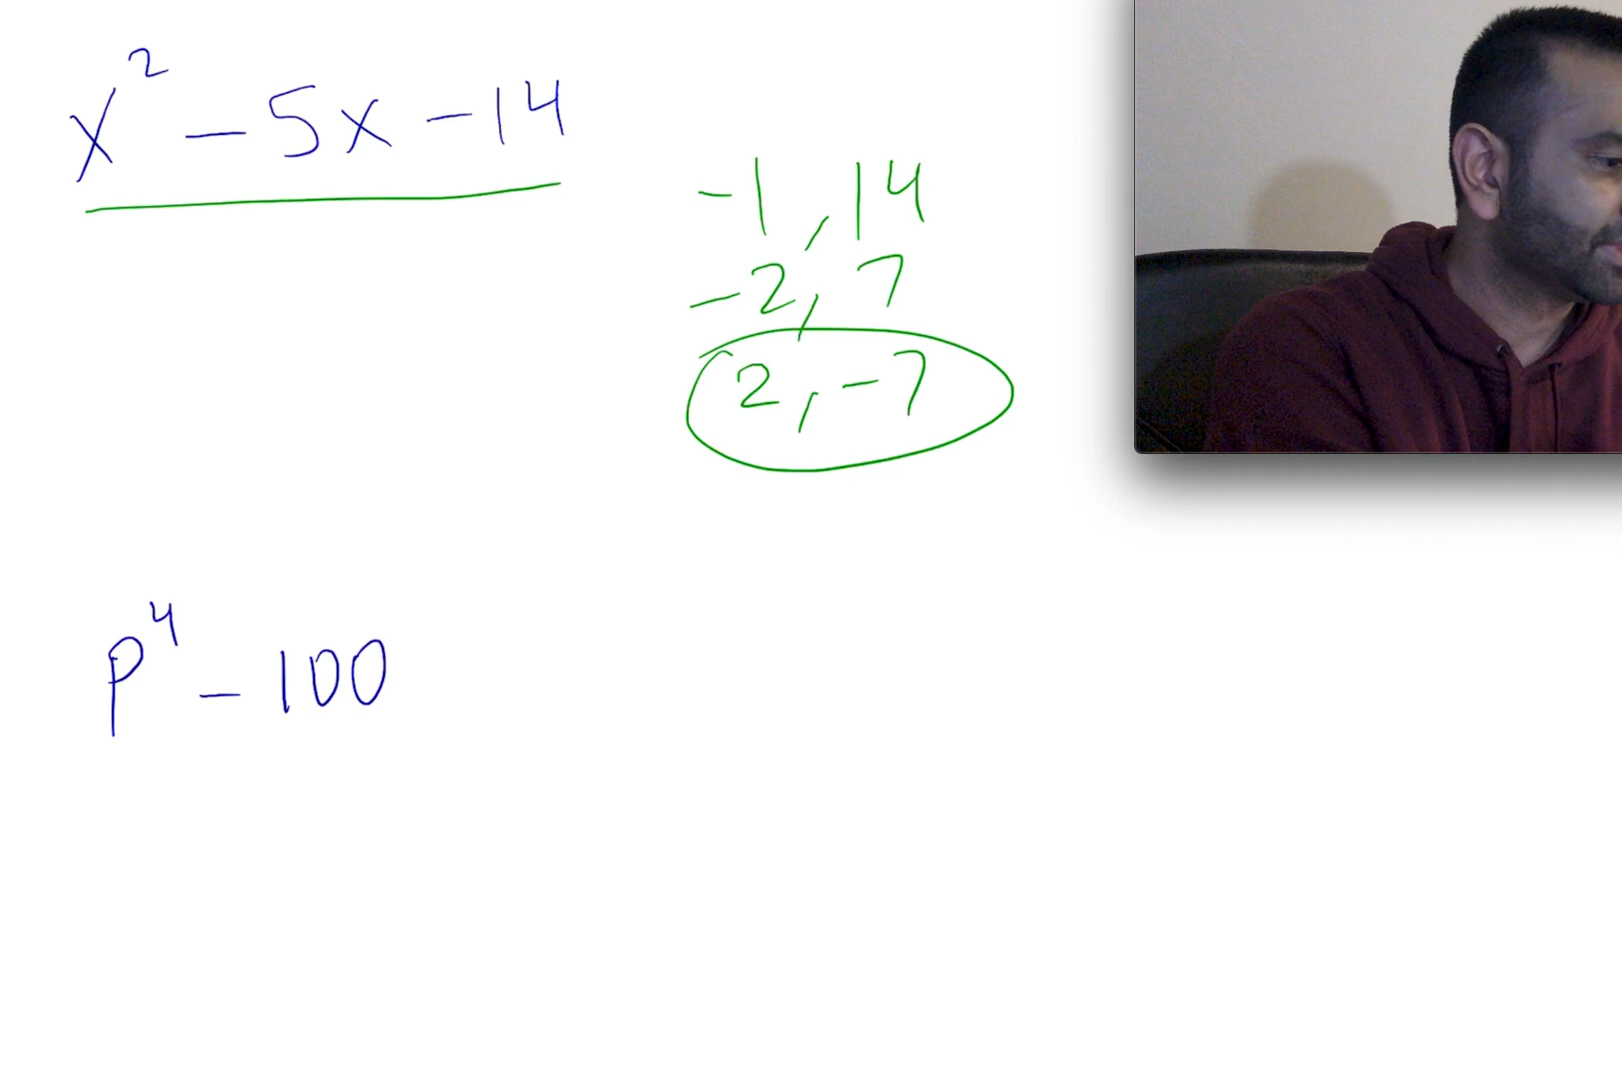 x² - 5x - 14
-1, 14
-2, 7
2, -7
p⁴ - 100